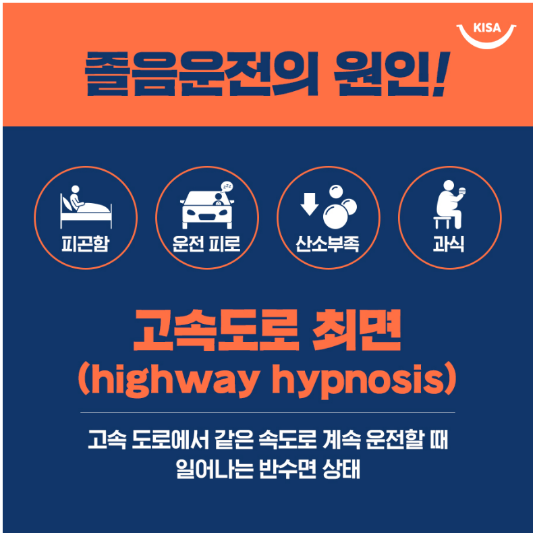 KISA
졸음운전의 원인!
피곤함
운전 피로
산소부족
과식
고속도로 최면
(highway hypnosis)
고속 도로에서 같은 속도로 계속 운전할 때
일어나는 반수면 상태